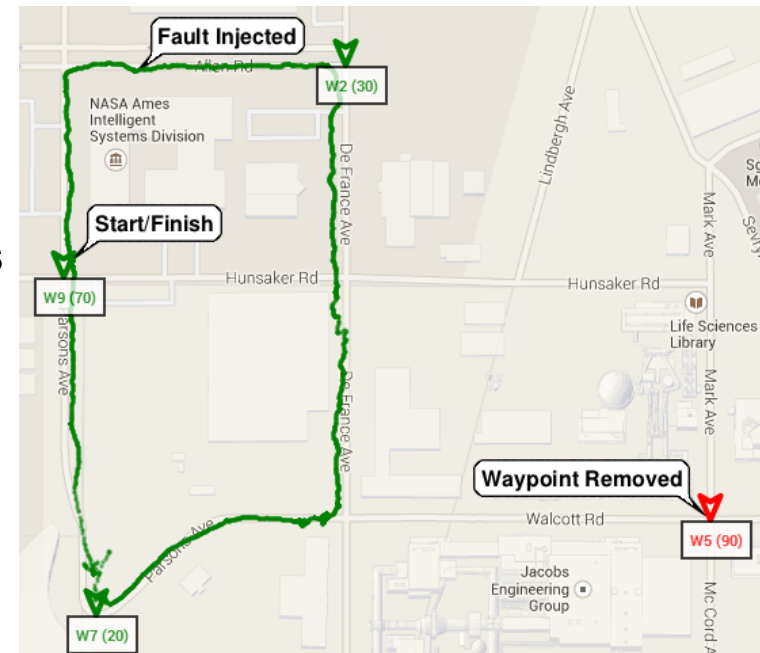 Fault Injected
Allen Rd
W2 (30)
NASA Ames
Intelligent
Systems Division
De France Ave
Lindbergh Ave
Mark Ave
Start/Finish
s
W9 (70)
Hunsaker Rd
Hunsaker Rd
Life Sciences
Library
Parsons Ave
De France Ave
Mark Ave
Waypoint Removed
Walcott Rd
W5 (90)
Parsons Ave
Jacobs
Engineering
Group
Mc Cord A
W7 (20)